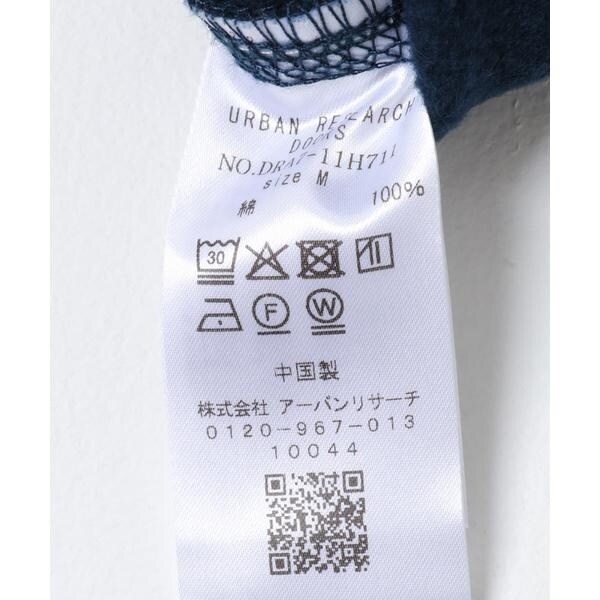 URBAN RESEARCH
DOORS
SIZE M
綿 100%
30
F
W
中国製
株式会社 アーバンリサーチ
0120-967-013
10044